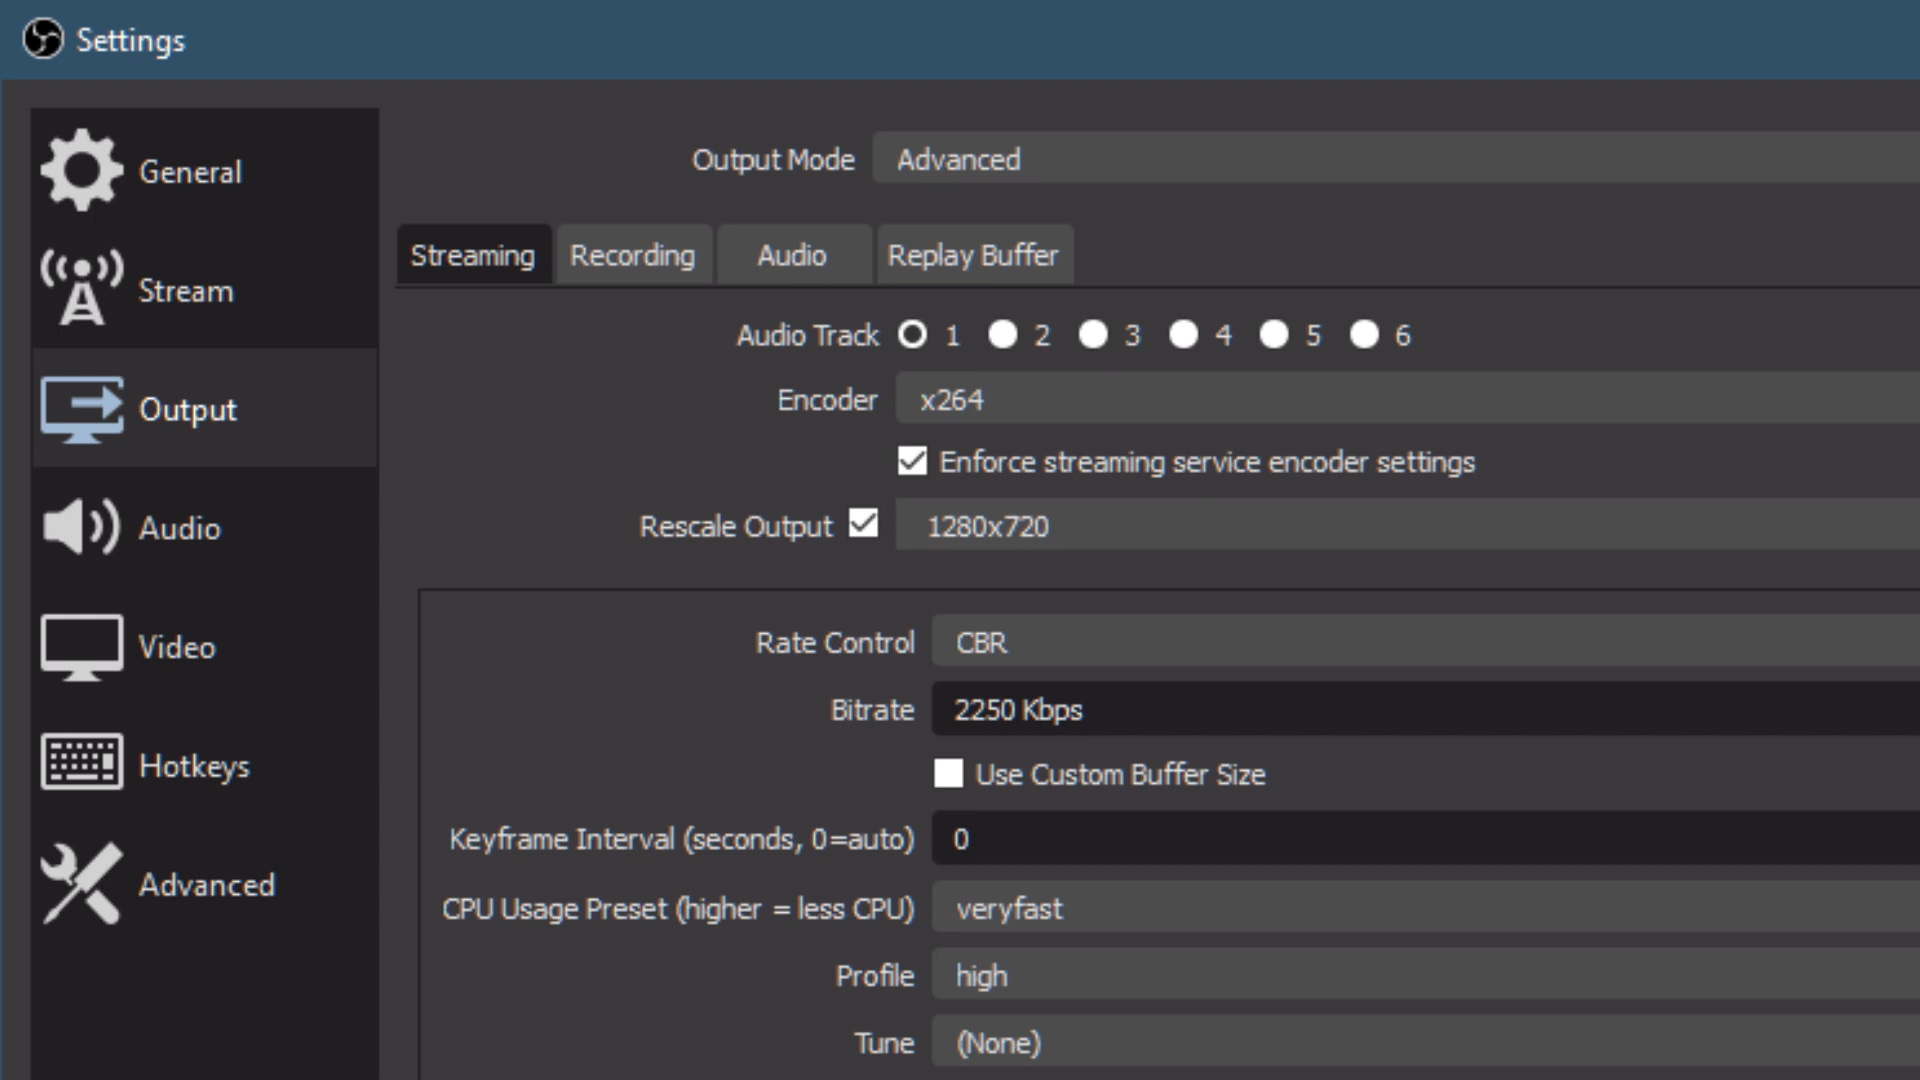 Settings
General
Stream
Output
Audio
Video
Hotkeys
Advanced
Output Mode Advanced
Streaming Recording Audio Replay Buffer
Audio Track 1 2 3 4 5 6
Encoder x264
Enforce streaming service encoder settings
Rescale Output 1280x720
Rate Control CBR
Bitrate 2250 Kbps
Use Custom Buffer Size
Keyframe Interval (seconds, 0=auto) 0
CPU Usage Preset (higher = less CPU) veryfast
Profile high
Tune (None)